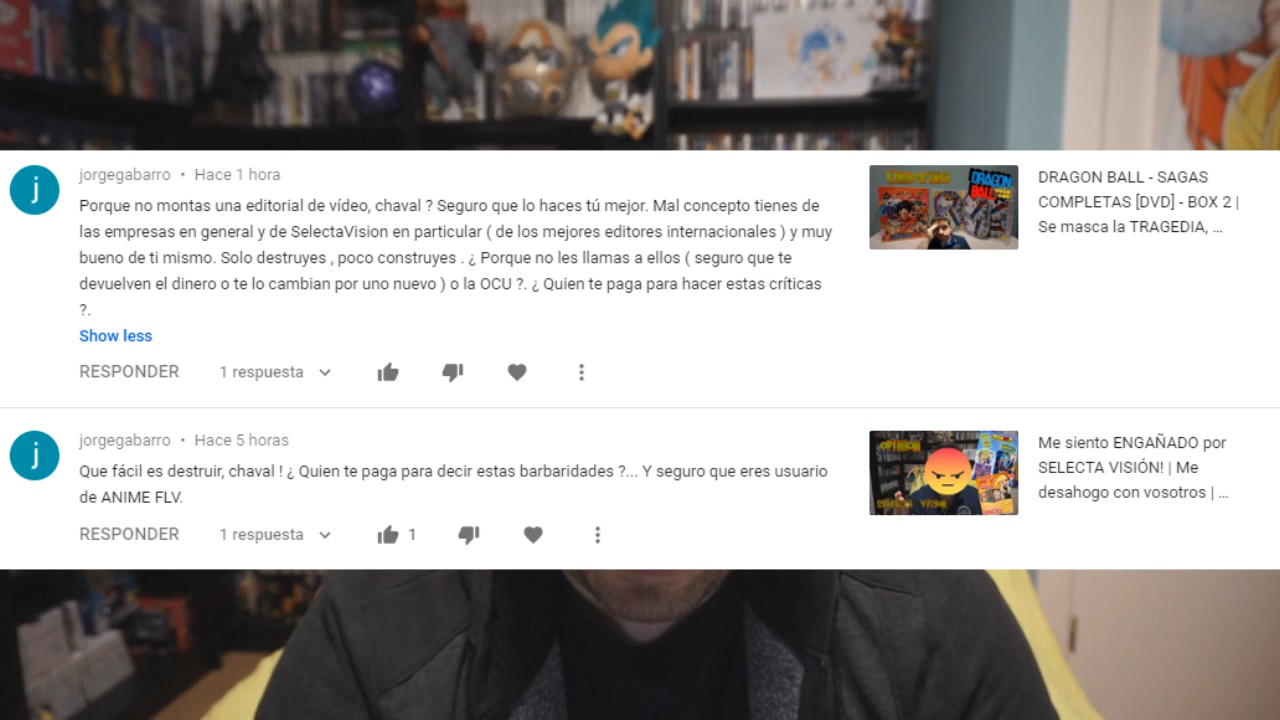 jorgegabarro • Hace 1 hora
Porque no montas una editorial de vídeo, chaval ? Seguro que lo haces tú mejor. Mal concepto tienes de
las empresas en general y de SelectaVision en particular ( de los mejores editores internacionales ) y muy
bueno de ti mismo. Solo destruyes , poco construyes . ¿ Porque no les llamas a ellos ( seguro que te
devuelven el dinero o te lo cambian por uno nuevo ) o la OCU ?. ¿ Quien te paga para hacer estas críticas
?.
Show less
RESPONDER 1 respuesta
UNBOXING
DRAGON
BALL
DRAGON BALL - SAGAS
COMPLETAS [DVD] - BOX 2 |
Se masca la TRAGEDIA, ...
jorgegabarro • Hace 5 horas
Que fácil es destruir, chaval ! ¿ Quien te paga para decir estas barbaridades ?... Y seguro que eres usuario
de ANIME FLV.
RESPONDER 1 respuesta 1
OPINION
SELECTA VISION
Me siento ENGAÑADO por
SELECTA VISIÓN! | Me
desahogo con vosotros | ...
j
j